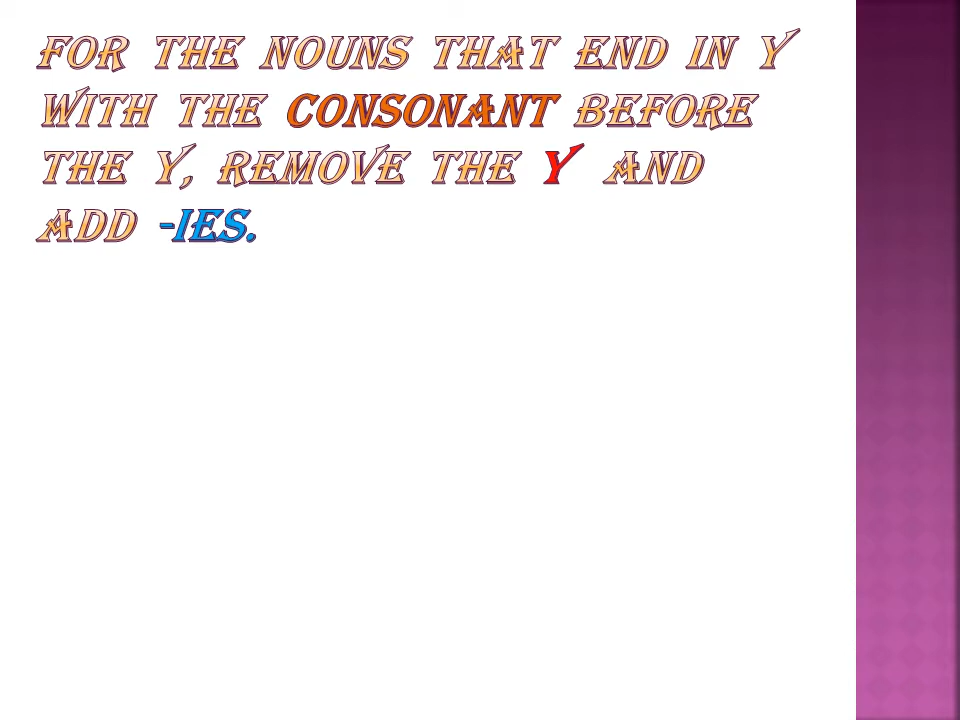 FOR THE NOUNS THAT END IN Y
WITH THE CONSONANT BEFORE
THE Y, REMOVE THE Y AND
ADD -IES.